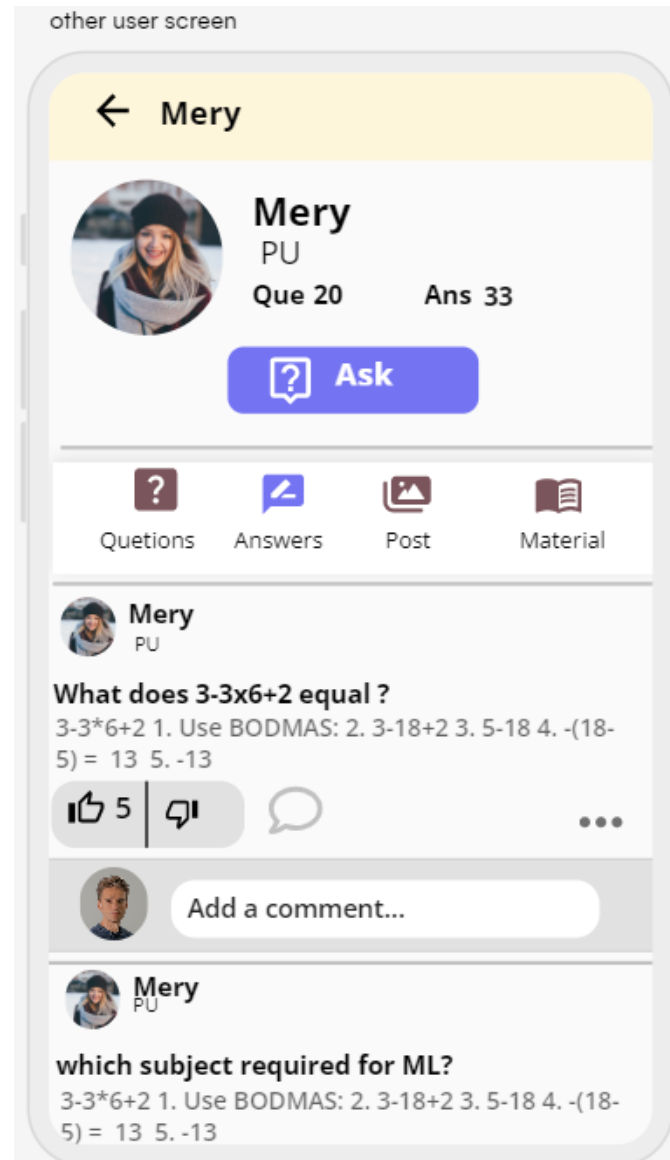 other user screen
Mery
Mery
PU
Que 20 Ans 33
Ask
Quetions Answers Post Material
Mery
PU
What does 3-3x6+2 equal ?
3-3*6+2 1. Use BODMAS: 2. 3-18+2 3. 5-18 4. -(18-
5) = 13 5. -13
5
Add a comment...
Mery
PU
which subject required for ML?
3-3*6+2 1. Use BODMAS: 2. 3-18+2 3. 5-18 4. -(18-
5) = 13 5. -13